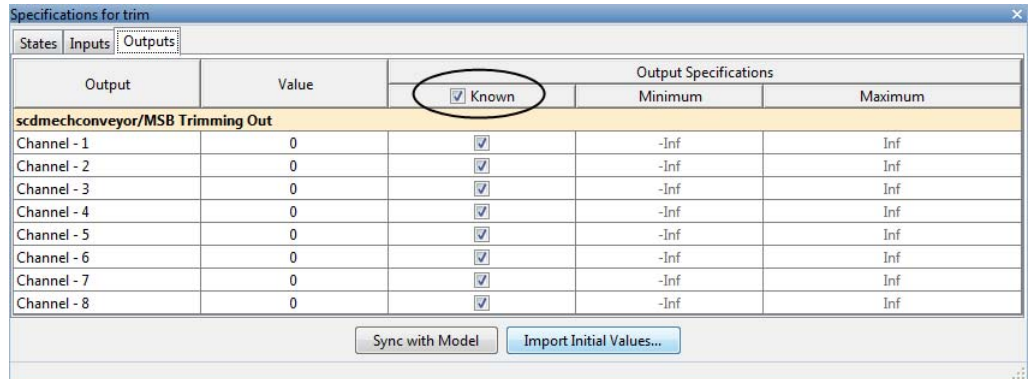 Specifications for trim
States Inputs Outputs
Output Value Output Specifications
Known Minimum Maximum
scdmechconveyor/MSB Trimming Out
Channel - 1 0 -Inf Inf
Channel - 2 0 -Inf Inf
Channel - 3 0 -Inf Inf
Channel - 4 0 -Inf Inf
Channel - 5 0 -Inf Inf
Channel - 6 0 -Inf Inf
Channel - 7 0 -Inf Inf
Channel - 8 0 -Inf Inf
Sync with Model Import Initial Values...